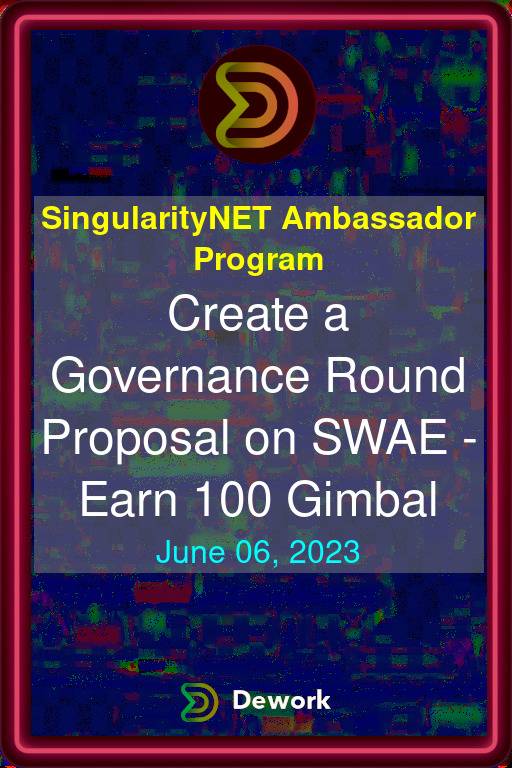 SingularityNET Ambassador
Program
Create a
Governance Round
Proposal on SWAE -
Earn 100 Gimbal
June 06, 2023
Dework